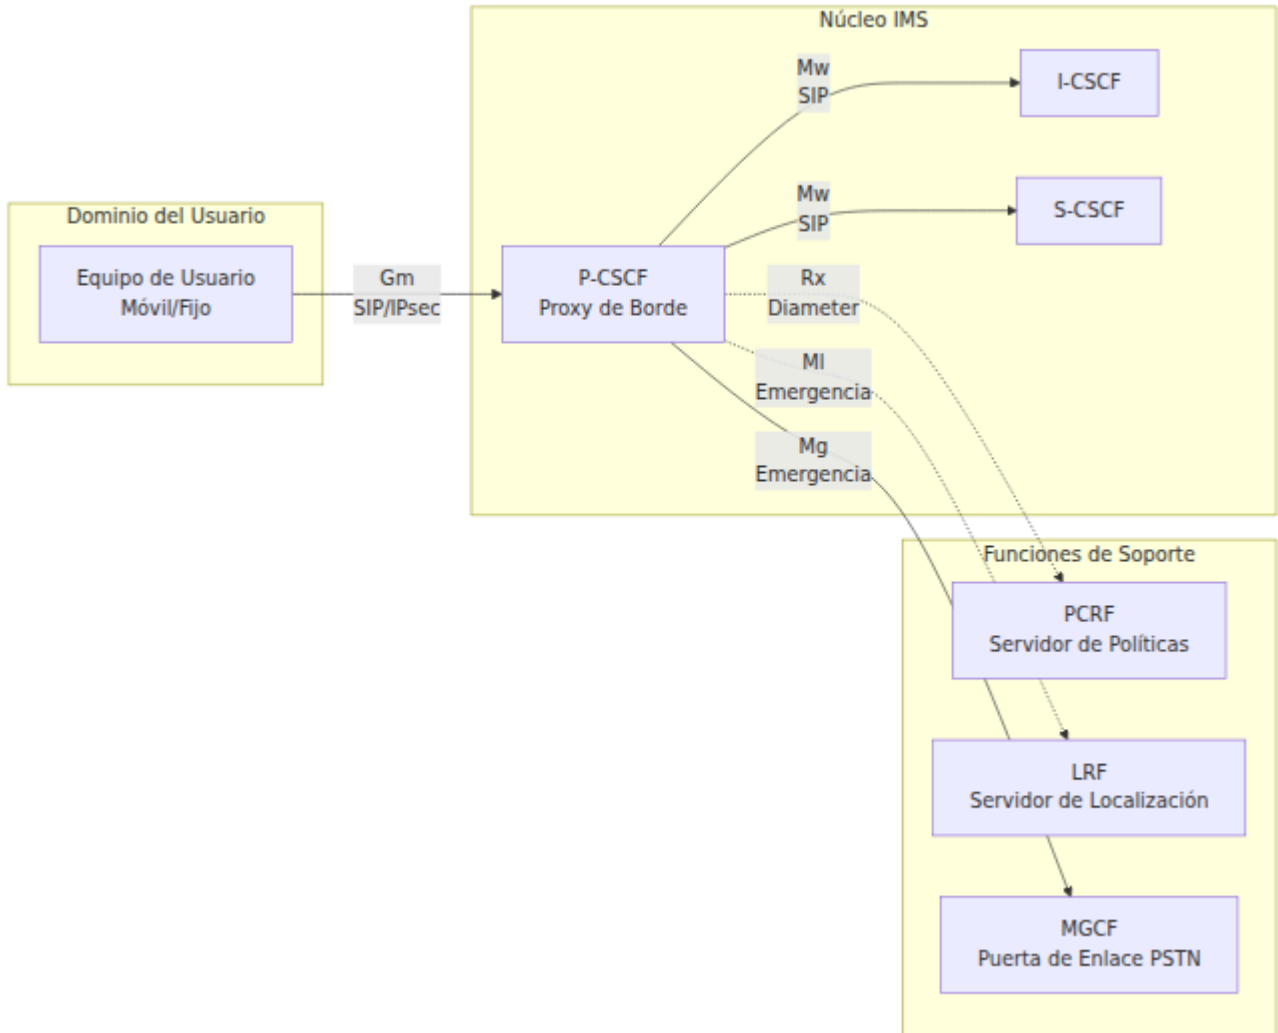 Núcleo IMS
Mw
SIP
I-CSCF
Mw
SIP
S-CSCF
Dominio del Usuario
Equipo de Usuario
Móvil/Fijo
Gm
SIP/IPsec
P-CSCF
Proxy de Borde
Rx
Diameter
Ml
Emergencia
Mg
Emergencia
Funciones de Soporte
PCRF
Servidor de Políticas
LRF
Servidor de Localización
MGCF
Puerta de Enlace PSTN